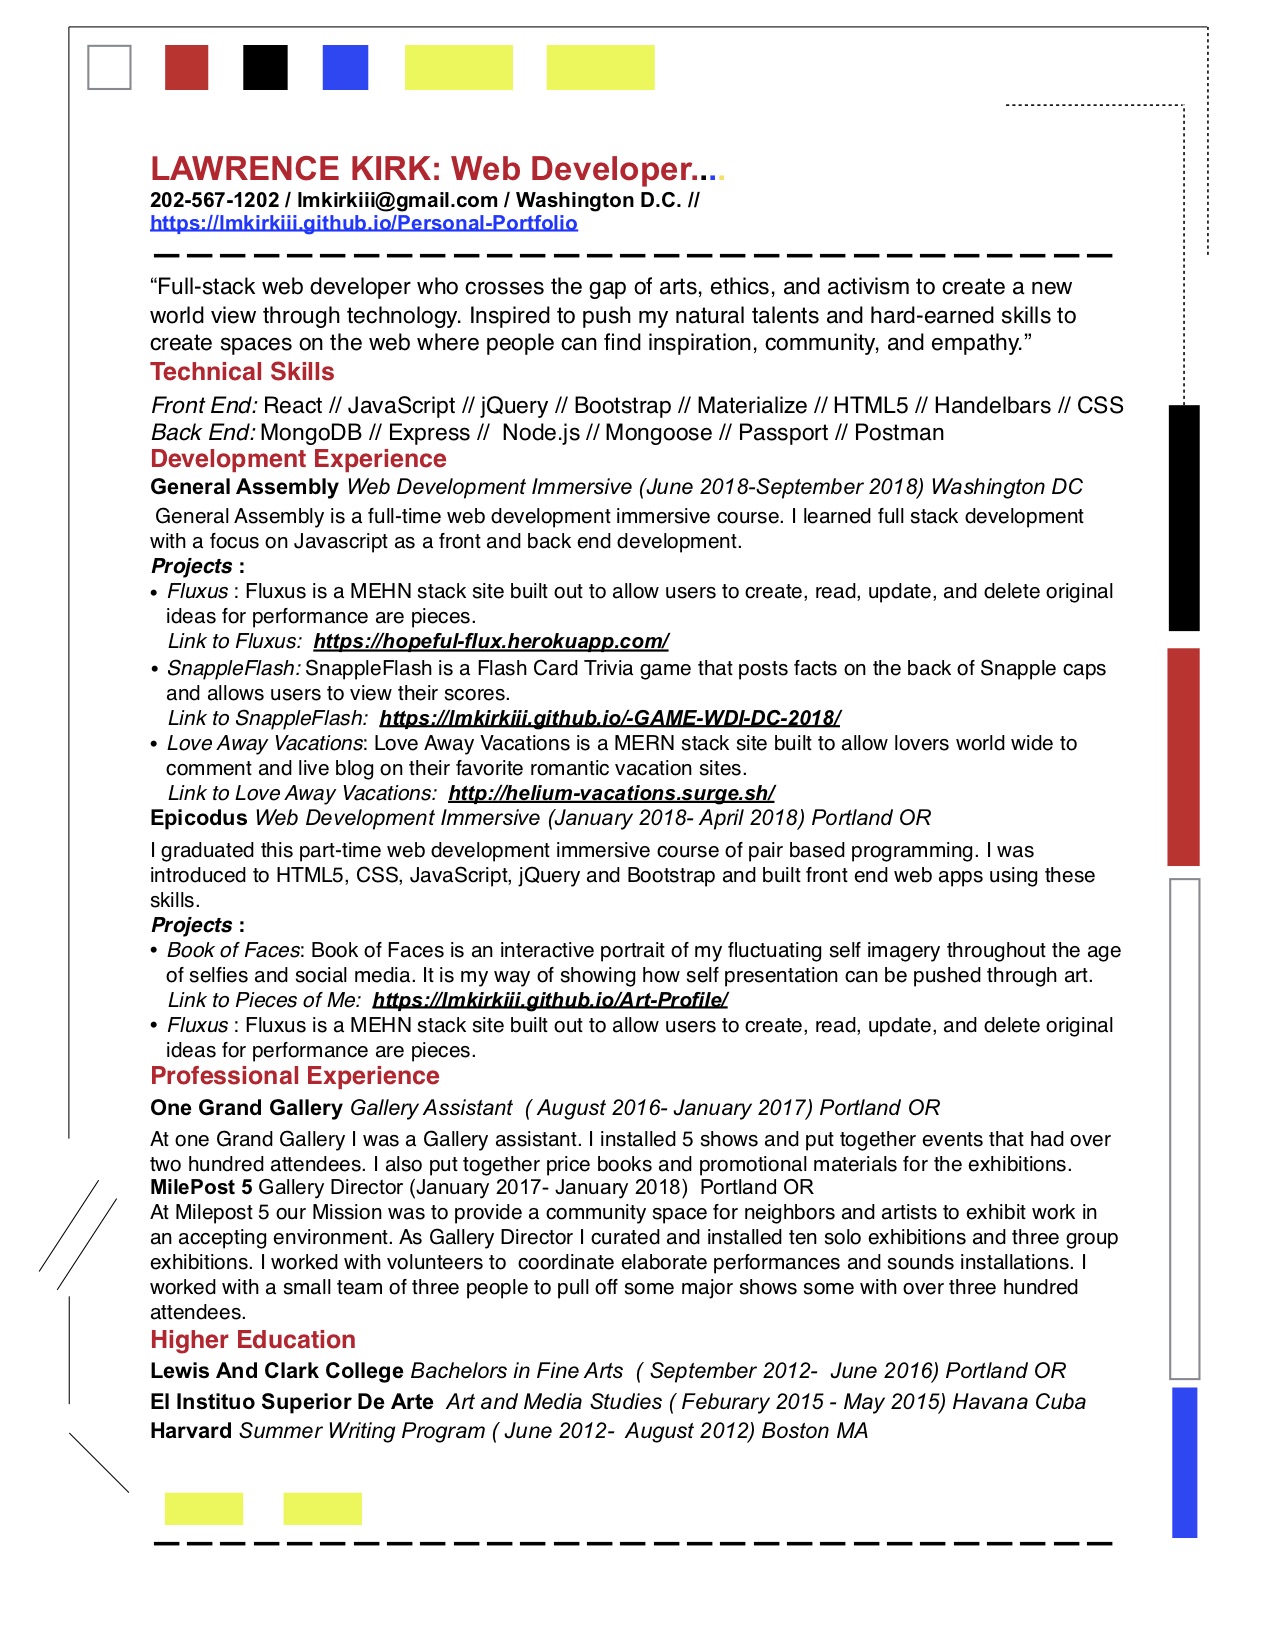 LAWRENCE KIRK: Web Developer....
202-567-1202 / lmkirkiii@gmail.com / Washington D.C. //
https://lmkirkiii.github.io/Personal-Portfolio
“Full-stack web developer who crosses the gap of arts, ethics, and activism to create a new
world view through technology. Inspired to push my natural talents and hard-earned skills to
create spaces on the web where people can find inspiration, community, and empathy.”
Technical Skills
Front End: React // JavaScript // jQuery // Bootstrap // Materialize // HTML5 // Handelbars // CSS
Back End: MongoDB // Express // Node.js // Mongoose // Passport // Postman
Development Experience
General Assembly Web Development Immersive (June 2018-September 2018) Washington DC
General Assembly is a full-time web development immersive course. I learned full stack development
with a focus on Javascript as a front and back end development.
Projects :
• Fluxus : Fluxus is a MEHN stack site built out to allow users to create, read, update, and delete original
ideas for performance are pieces.
Link to Fluxus: https://hopeful-flux.herokuapp.com/
• SnappleFlash: SnappleFlash is a Flash Card Trivia game that posts facts on the back of Snapple caps
and allows users to view their scores.
Link to SnappleFlash: https://lmkirkiii.github.io/-GAME-WDI-DC-2018/
• Love Away Vacations: Love Away Vacations is a MERN stack site built to allow lovers world wide to
comment and live blog on their favorite romantic vacation sites.
Link to Love Away Vacations: http://helium-vacations.surge.sh/
Epicodus Web Development Immersive (January 2018- April 2018) Portland OR
I graduated this part-time web development immersive course of pair based programming. I was
introduced to HTML5, CSS, JavaScript, jQuery and Bootstrap and built front end web apps using these
skills.
Projects :
• Book of Faces: Book of Faces is an interactive portrait of my fluctuating self imagery throughout the age
of selfies and social media. It is my way of showing how self presentation can be pushed through art.
Link to Pieces of Me: https://lmkirkiii.github.io/Art-Profile/
• Fluxus : Fluxus is a MEHN stack site built out to allow users to create, read, update, and delete original
ideas for performance are pieces.
Professional Experience
One Grand Gallery Gallery Assistant ( August 2016- January 2017) Portland OR
At one Grand Gallery I was a Gallery assistant. I installed 5 shows and put together events that had over
two hundred attendees. I also put together price books and promotional materials for the exhibitions.
MilePost 5 Gallery Director (January 2017- January 2018) Portland OR
At Milepost 5 our Mission was to provide a community space for neighbors and artists to exhibit work in
an accepting environment. As Gallery Director I curated and installed ten solo exhibitions and three group
exhibitions. I worked with volunteers to coordinate elaborate performances and sounds installations. I
worked with a small team of three people to pull off some major shows some with over three hundred
attendees.
Higher Education
Lewis And Clark College Bachelors in Fine Arts ( September 2012- June 2016) Portland OR
El Instituo Superior De Arte Art and Media Studies ( Feburary 2015 - May 2015) Havana Cuba
Harvard Summer Writing Program ( June 2012- August 2012) Boston MA